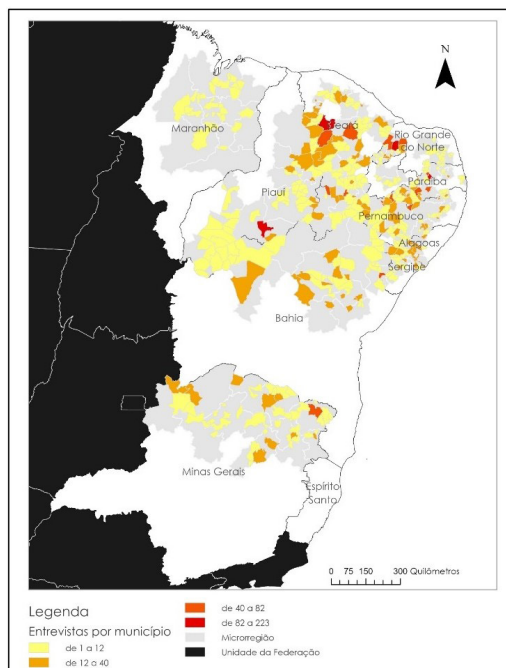 N
Maranhão
Ceará
Rio Grande
do Norte
Paraíba
Piauí
Pernambuco
Alagoas
Sergipe
Bahia
Minas Gerais
Espírito
Santo
0 75 150 300 Quilômetros
Legenda
Entrevistas por município
de 1 a 12
de 12 a 40
de 40 a 82
de 82 a 223
Microrregião
Unidade da Federação